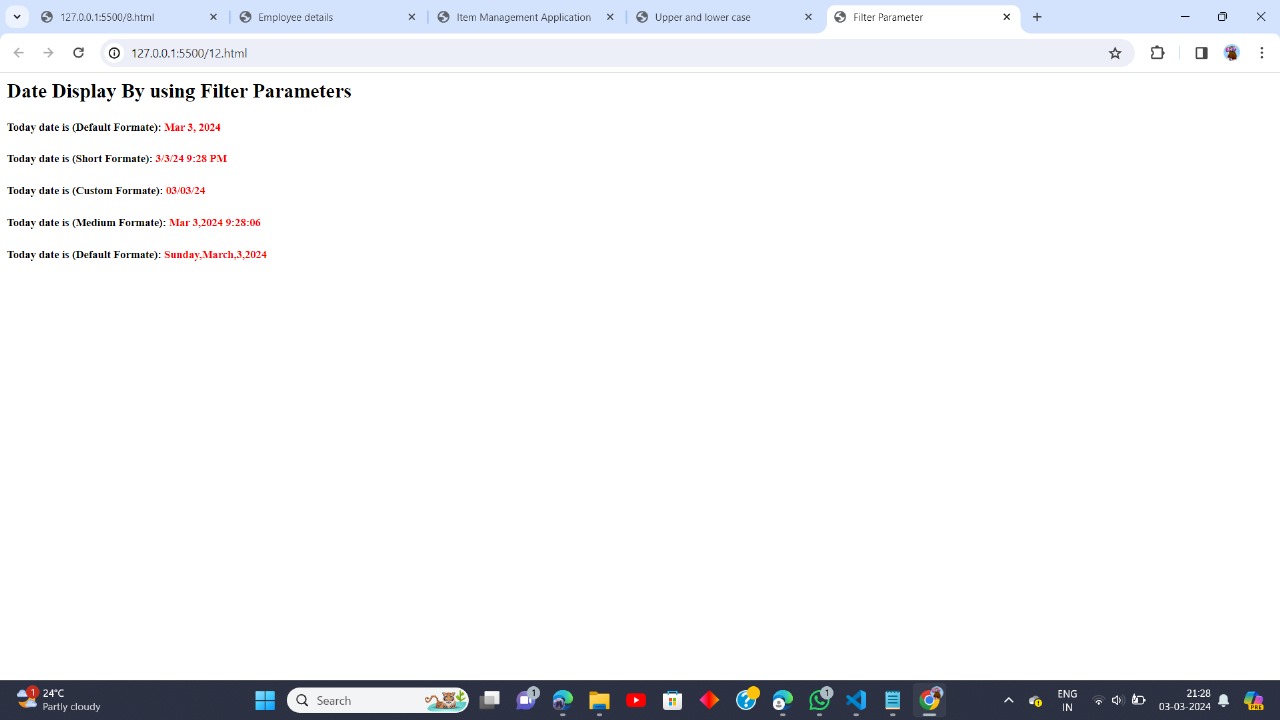 127.0.0.1:5500/8.html
Employee details
Item Management Application
Upper and lower case
Filter Parameter
127.0.0.1:5500/12.html
Date Display By using Filter Parameters
Today date is (Default Formate): Mar 3, 2024
Today date is (Short Formate): 3/3/24 9:28 PM
Today date is (Custom Formate): 03/03/24
Today date is (Medium Formate): Mar 3,2024 9:28:06
Today date is (Default Formate): Sunday,March,3,2024
1
24°C
Partly cloudy
Search
1
1
ENG
IN
21:28
03-03-2024
PRE